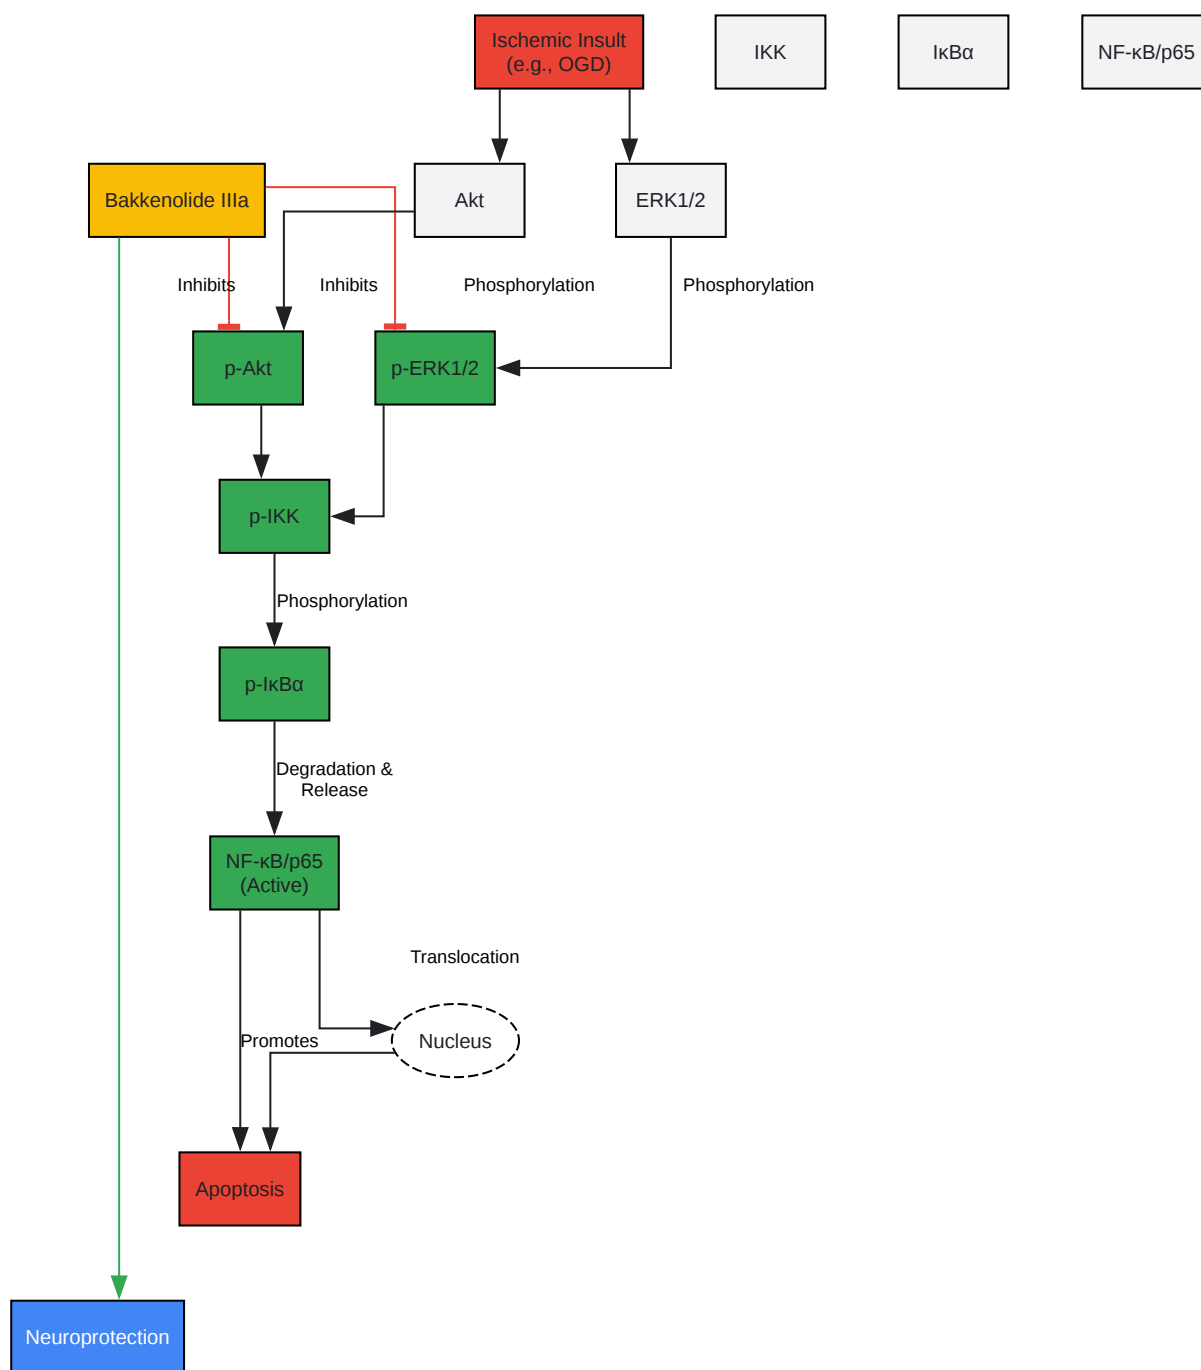 Ischemic Insult
(e.g., OGD)
IKK
IκBα
NF-κB/p65
Bakkenolide IIIa
Akt
ERK1/2
Inhibits
Inhibits
Phosphorylation
Phosphorylation
p-Akt
p-ERK1/2
p-IKK
Phosphorylation
p-IκBα
Degradation &
Release
NF-κB/p65
(Active)
Translocation
Promotes
Nucleus
Apoptosis
Neuroprotection